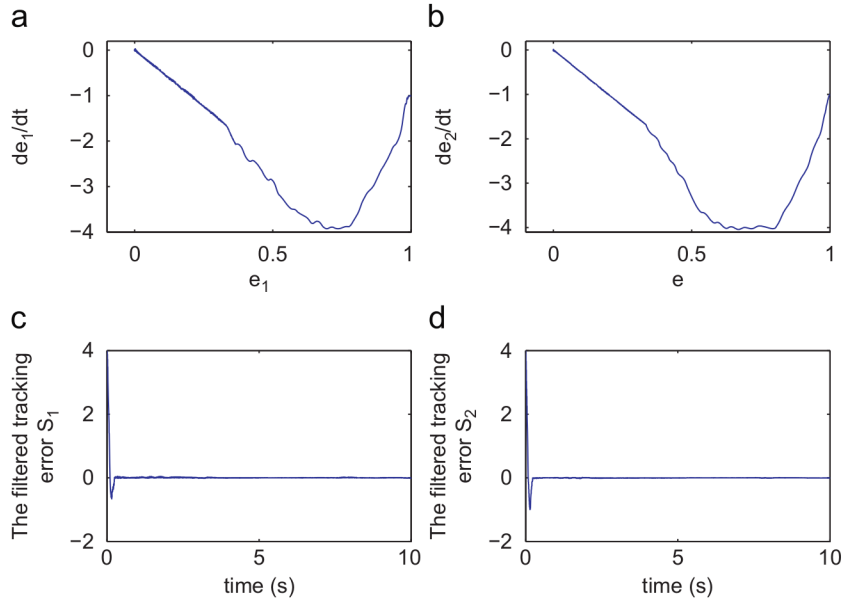 a
0
−1
−2
−3
−4
de1/dt
0
0.5
1
e1
b
0
−1
−2
−3
−4
de2/dt
0
0.5
1
e
c
4
2
0
−2
The filtered tracking
error S1
0
5
10
time (s)
d
4
2
0
−2
The filtered tracking
error S2
0
5
10
time (s)